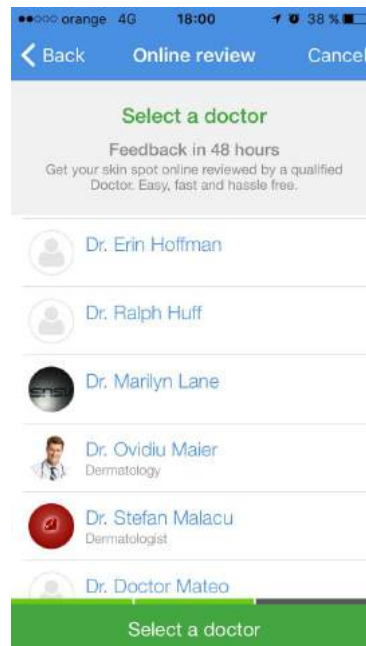 orange 4G 18:00 38 %
Back Online review Cancel
Select a doctor
Feedback in 48 hours
Get your skin spot online reviewed by a qualified
Doctor. Easy, fast and hassle free.
Dr. Erin Hoffman
Dr. Ralph Huff
Dr. Marilyn Lane
Dr. Ovidiu Maier
Dermatology
Dr. Stefan Malacu
Dermatologist
Dr. Doctor Mateo
Select a doctor